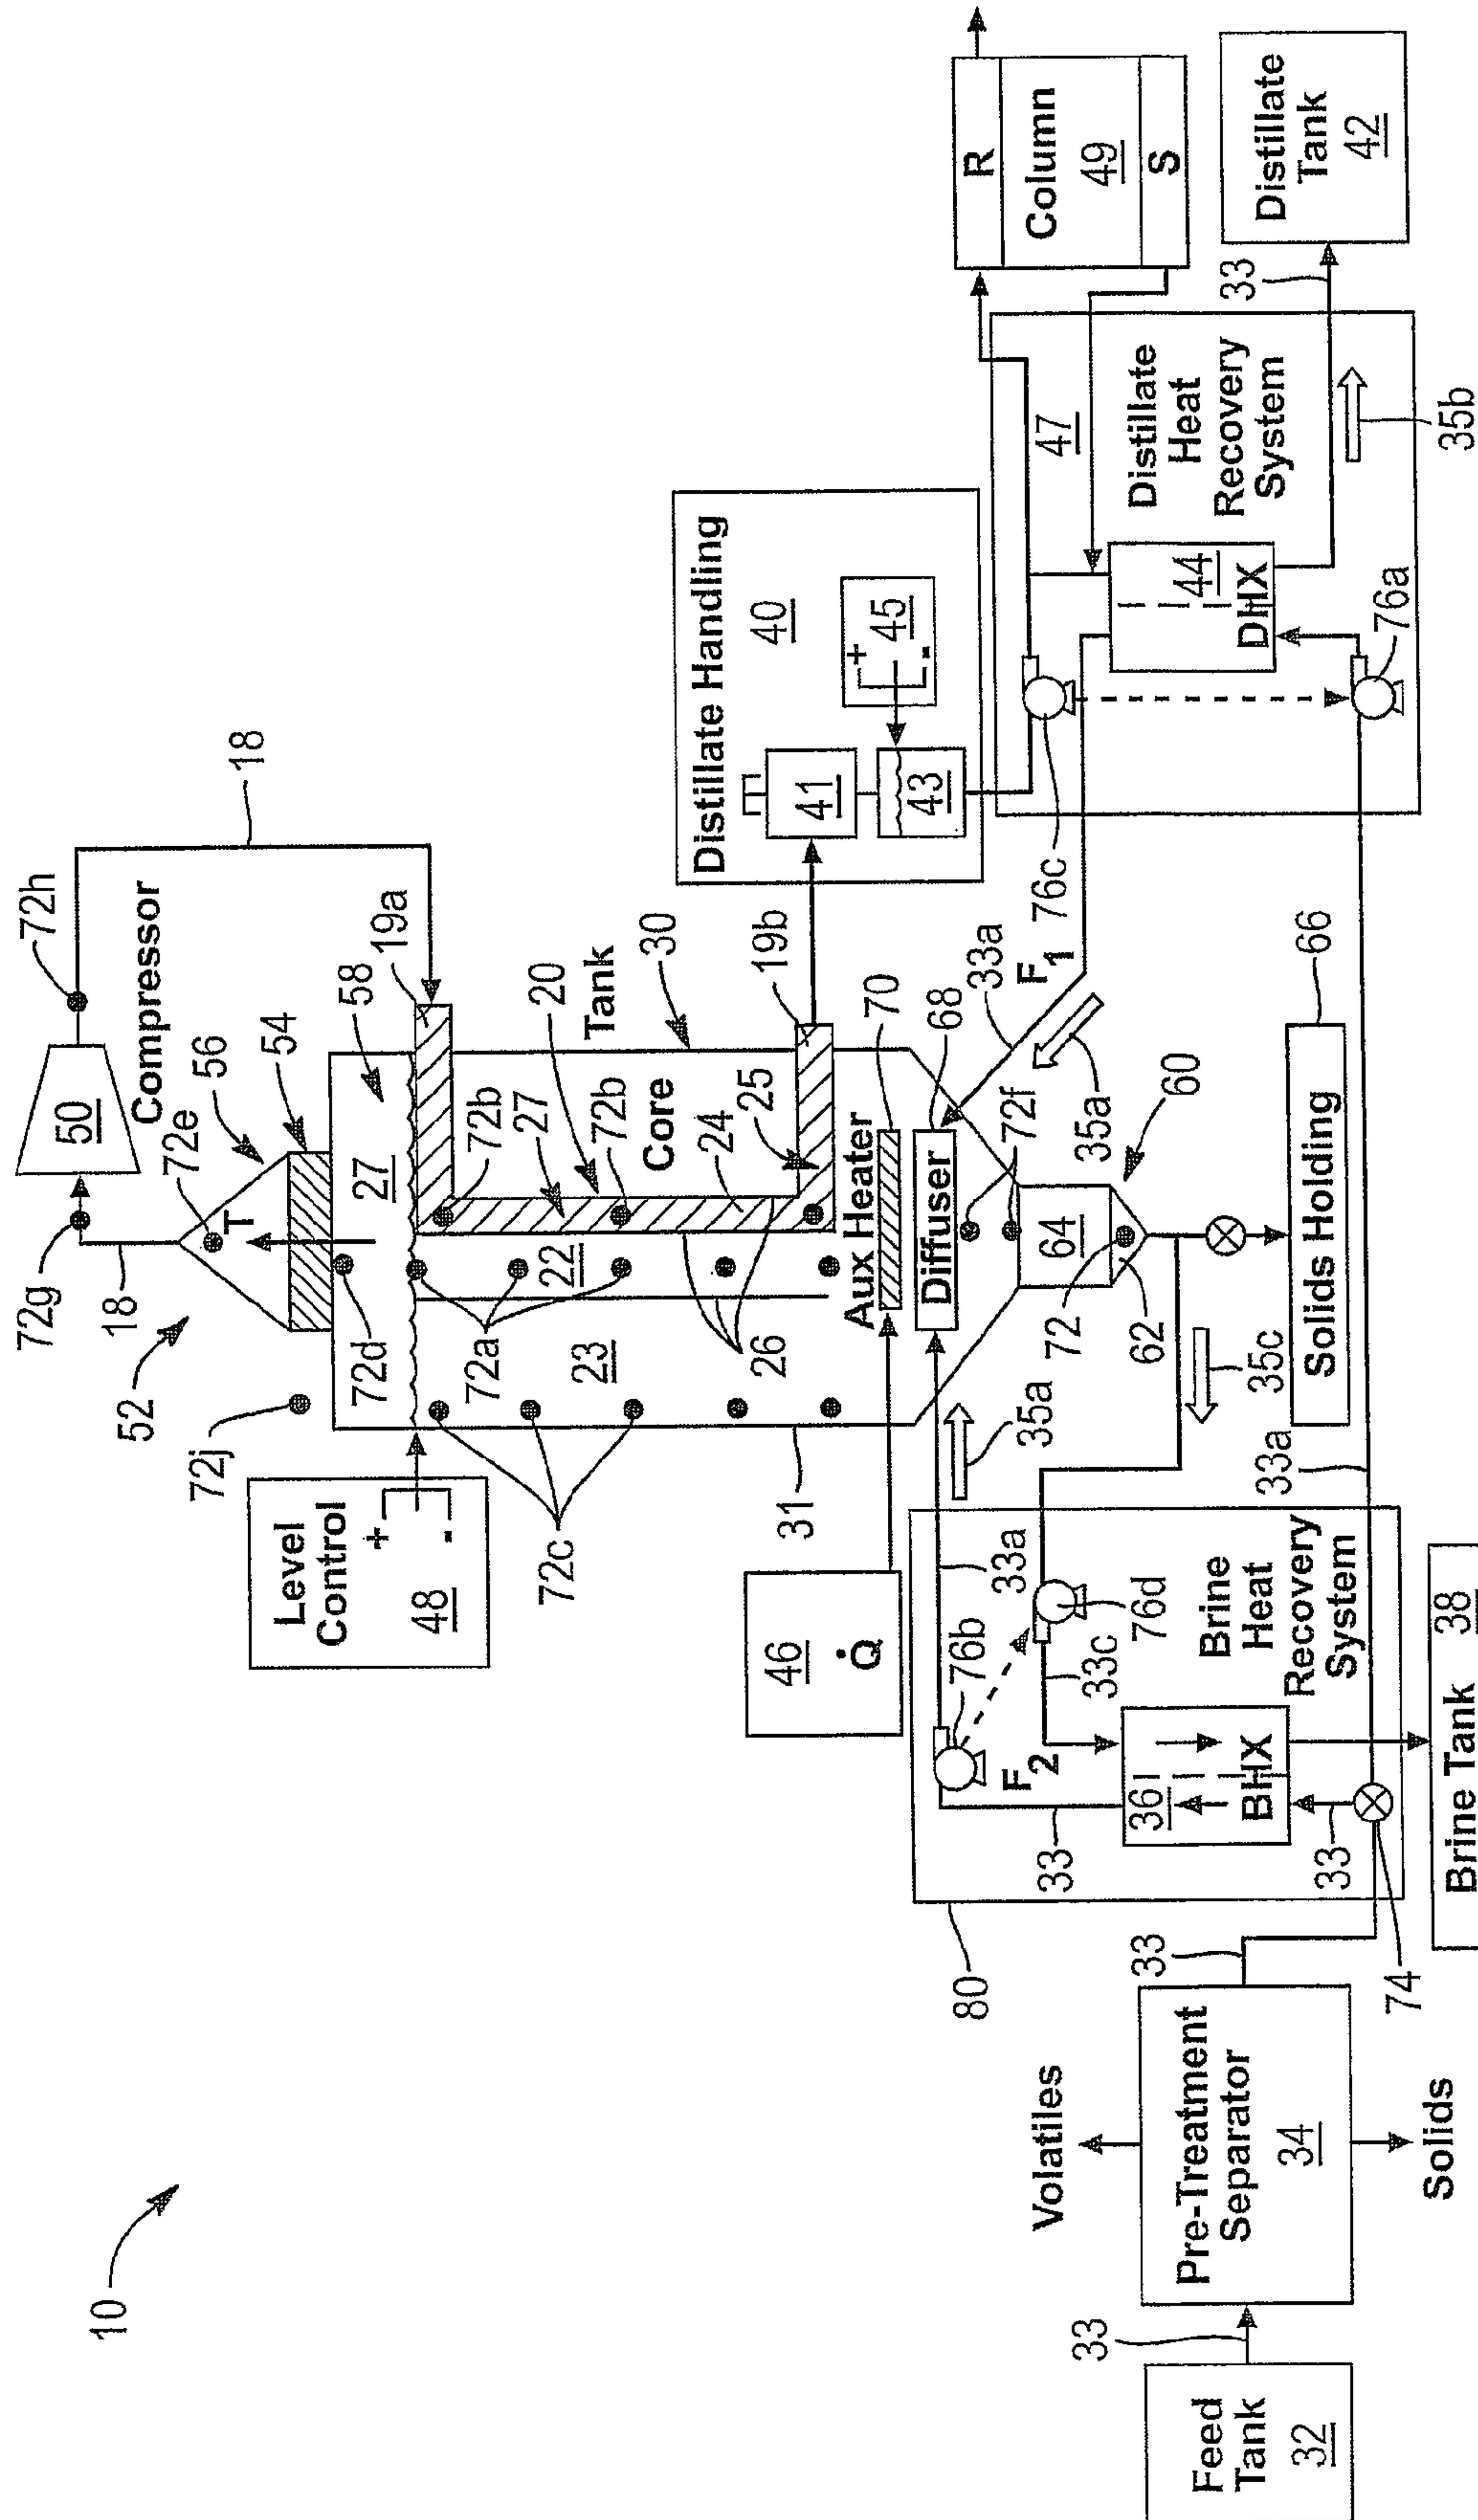 10
52
72j
72g
18
72e
T
56
54
50
Compressor
72h
18
58
27
72d
19a
Level
Control
48
+
-
72c
72a
23
22
26
72b
27
20
72b
Core
24
25
Tank
30
19b
31
46
Q̇
Aux Heater
70
Diffuser
68
72f
64
72
62
60
35a
33a
F1
35a
35c
Solids Holding
66
Distillate Handling
40
41
43
45
+
-
76c
47
R
Column
49
S
Distillate
Heat
Recovery
System
44
DHX
76a
35b
33
Distillate
Tank
42
80
76b
F2
33a
76d
33c
Brine
Heat
Recovery
System
36
BHX
33
33
33a
74
Brine Tank
38
33
Volatiles
Pre-Treatment
Separator
34
Solids
33
Feed
Tank
32